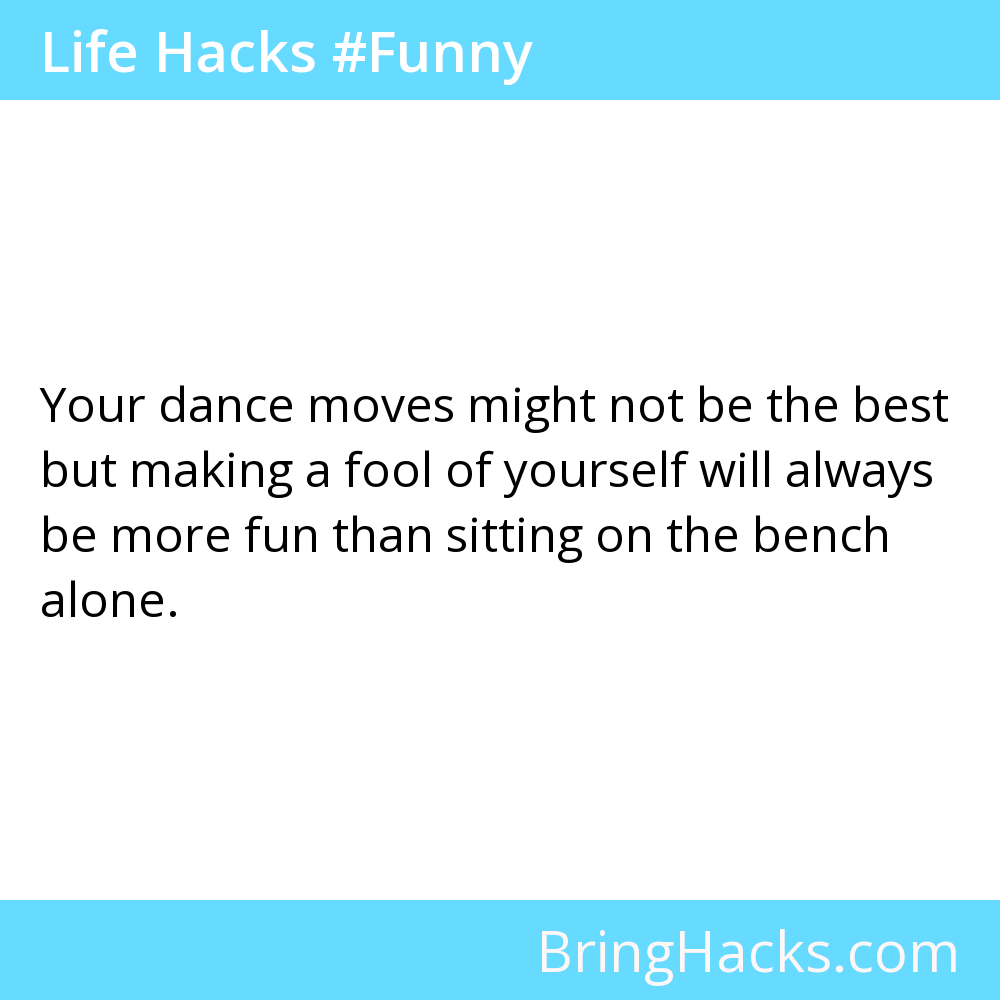 Life Hacks #Funny
Your dance moves might not be the best
but making a fool of yourself will always
be more fun than sitting on the bench
alone.
BringHacks.com